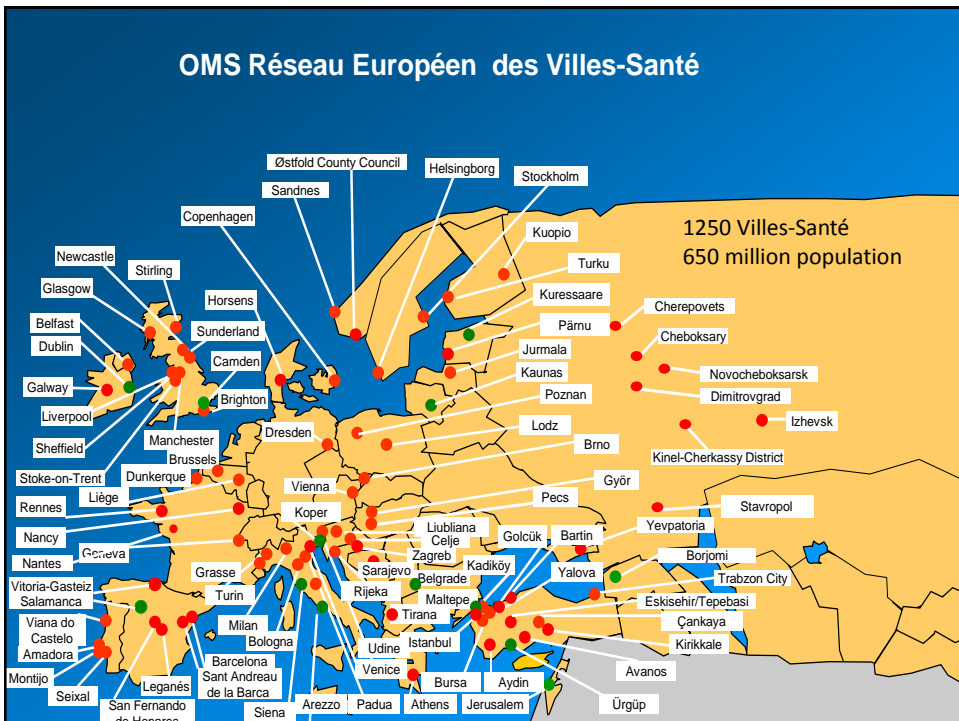 OMS Réseau Européen des Villes-Santé
1250 Villes-Santé
650 million population
Østfold County Council
Helsingborg
Stockholm
Sandnes
Copenhagen
Kuopio
Newcastle
Stirling
Turku
Glasgow
Horsens
Kuressaare
Cherepovets
Belfast
Sunderland
Pärnu
Cheboksary
Dublin
Camden
Jurmala
Novocheboksarsk
Galway
Kaunas
Dimitrovgrad
Brighton
Poznan
Liverpool
Izhevsk
Sheffield
Manchester
Dresden
Lodz
Kinel-Cherkassy District
Brussels
Brno
Stoke-on-Trent
Dunkerque
Györ
Liège
Vienna
Pecs
Rennes
Koper
Stavropol
Nancy
Liubliana
Celje
Golcük
Bartin
Yevpatoria
Geneva
Zagreb
Borjomi
Nantes
Kadiköy
Grasse
Sarajevo
Yalova
Vitoria-Gasteiz
Belgrade
Trabzon City
Salamanca
Turin
Rijeka
Maltepe
Eskisehir/Tepebasi
Viana do
Castelo
Milan
Tirana
Çankaya
Bologna
Udine
Istanbul
Kirikkale
Amadora
Barcelona
Sant Andreau
de la Barca
Venice
Avanos
Montijo
Leganés
Bursa
Aydin
Seixal
San Fernando
de Henares
Siena
Arezzo
Padua
Athens
Jerusalem
Ürgüp